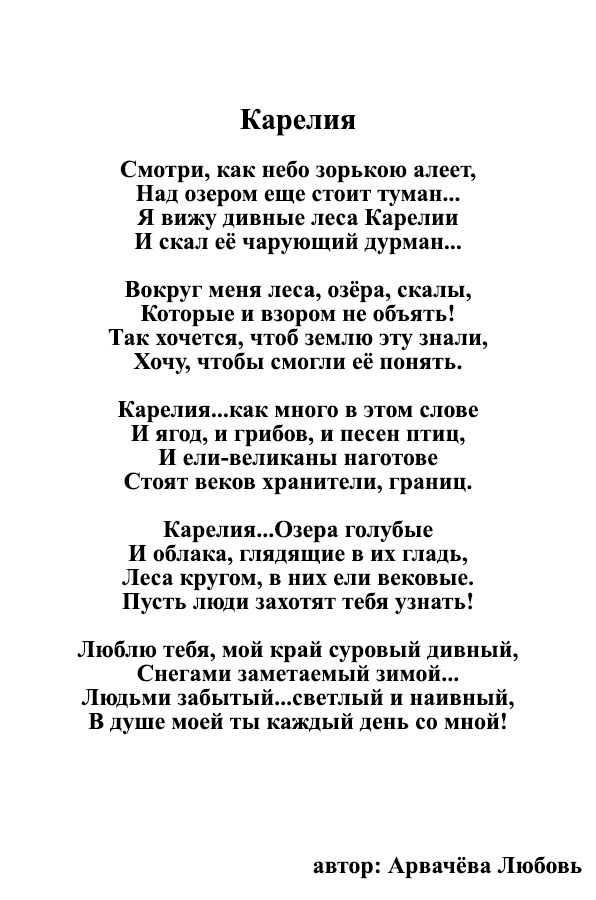 Карелия
Смотри, как небо зорькою алеет,
Над озером еще стоит туман...
Я вижу дивные леса Карелии
И скал её чарующий дурман...
Вокруг меня леса, озёра, скалы,
Которые и взором не объять!
Так хочется, чтоб землю эту знали,
Хочу, чтобы смогли её понять.
Карелия...как много в этом слове
И ягод, и грибов, и песен птиц,
И ели-великаны наготове
Стоят веков хранители, границ.
Карелия...Озера голубые
И облака, глядящие в их гладь,
Леса кругом, в них ели вековые.
Пусть люди захотят тебя узнать!
Люблю тебя, мой край суровый дивный,
Снегами заметаемый зимой...
Людьми забытый...светлый и наивный,
В душе моей ты каждый день со мной!
автор: Арвачёва Любовь